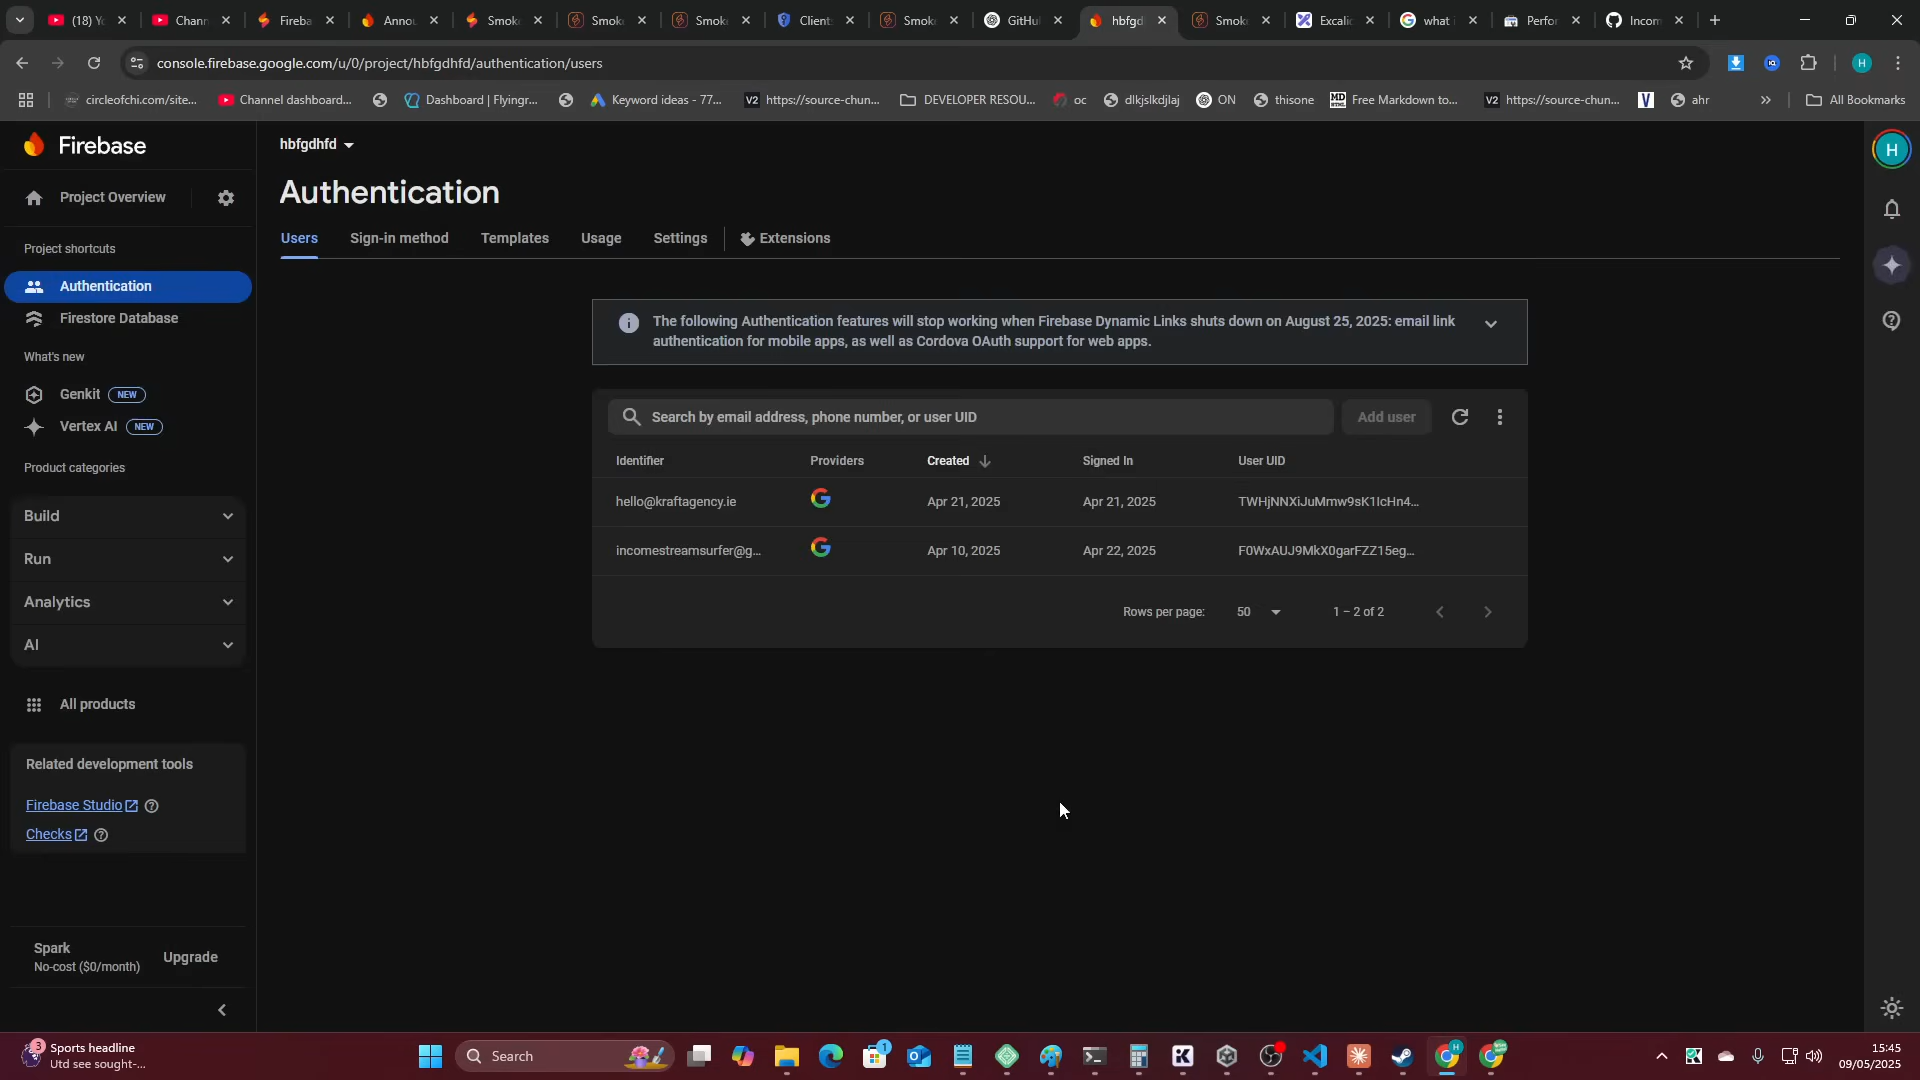 (18) Yo
Chann
Fireba
Annou
Smoke
Smok
Smok
Client
Smok
GitHu
hbfgd
Smok
Excali
what i
Perfor
Incom
console.firebase.google.com/u/0/project/hbfgdhfd/authentication/users
H
circleofchi.com/site...
Channel dashboard...
Dashboard | Flyingr...
Keyword ideas - 77...
V2 https://source-chun...
DEVELOPER RESOU...
oc
dlkjslkdjlaj
ON
thisone
Free Markdown to...
V2 https://source-chun...
V
ahr
All Bookmarks
Firebase
hbfgdhfd
H
Authentication
Project Overview
Users
Sign-in method
Templates
Usage
Settings
Extensions
Project shortcuts
Authentication
Firestore Database
What's new
Genkit NEW
Vertex AI NEW
Product categories
Build
Run
Analytics
AI
All products
Related development tools
Firebase Studio
Checks
Spark
No-cost ($0/month)
Upgrade
The following Authentication features will stop working when Firebase Dynamic Links shuts down on August 25, 2025: email link
authentication for mobile apps, as well as Cordova OAuth support for web apps.
Search by email address, phone number, or user UID
Add user
Identifier Providers Created Signed In User UID
hello@kraftagency.ie Apr 21, 2025 Apr 21, 2025 TWHjNNXiJuMmw9sK1IcHn4...
incomestreamsurfer@g... Apr 10, 2025 Apr 22, 2025 F0WxAUJ9MkX0garFZZ15eg...
Rows per page: 50 1 – 2 of 2
3
Sports headline
Utd see sought-...
Search
1
15:45
09/05/2025